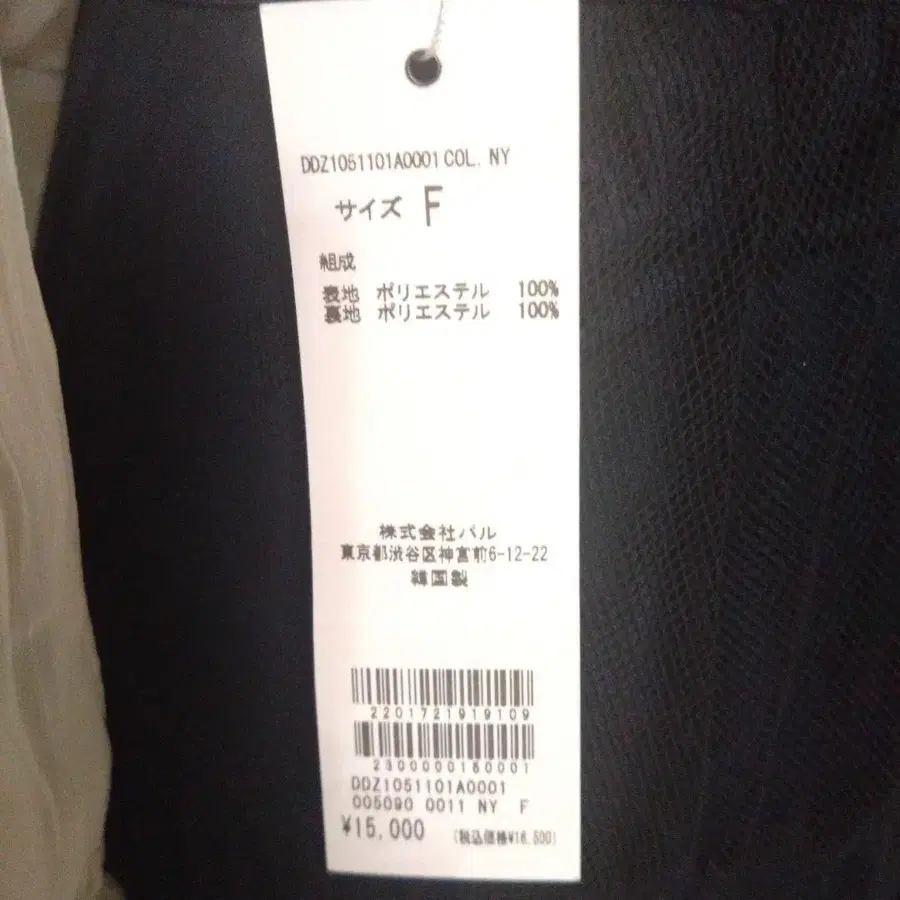 DDZ1051101A0001 COL. NY
サイズ F
組成
表地 ポリエステル 100%
裏地 ポリエステル 100%
株式会社パル
東京都渋谷区神宮前6-12-22
韓国製
2201721919109
2300000150001
DDZ1051101A0001
005090 0011 NY F
¥15,000 (税込価格¥16,500)